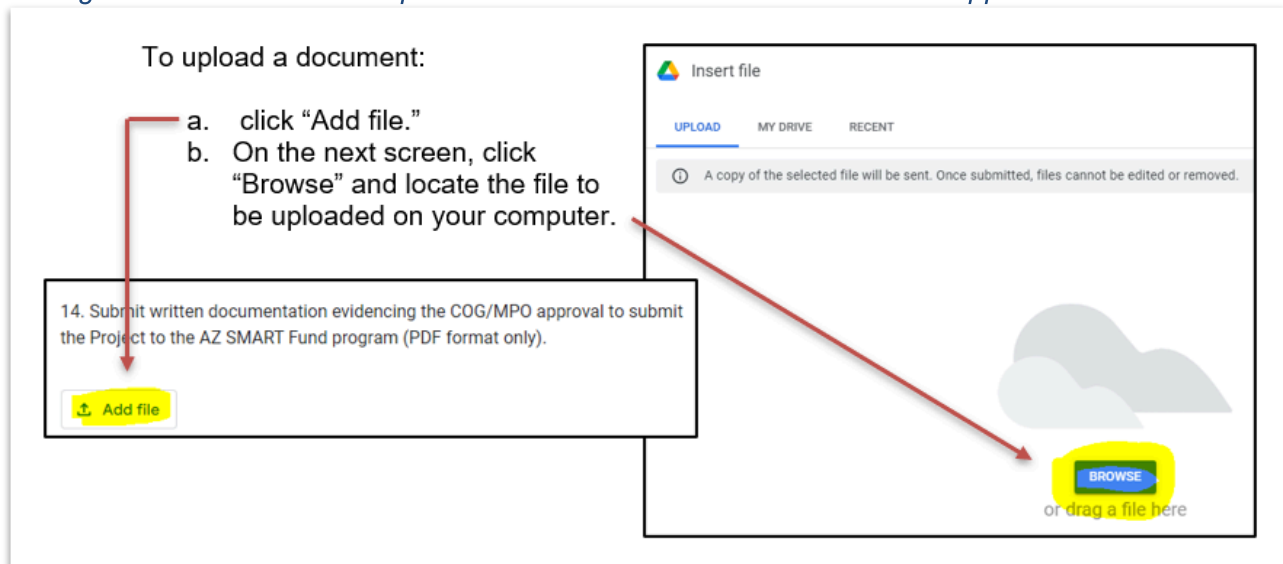 To upload a document:
a. click “Add file.”
b. On the next screen, click
“Browse” and locate the file to
be uploaded on your computer.
14. Submit written documentation evidencing the COG/MPO approval to submit
the Project to the AZ SMART Fund program (PDF format only).
Add file
Insert file
UPLOAD MY DRIVE RECENT
A copy of the selected file will be sent. Once submitted, files cannot be edited or removed.
BROWSE
or drag a file here